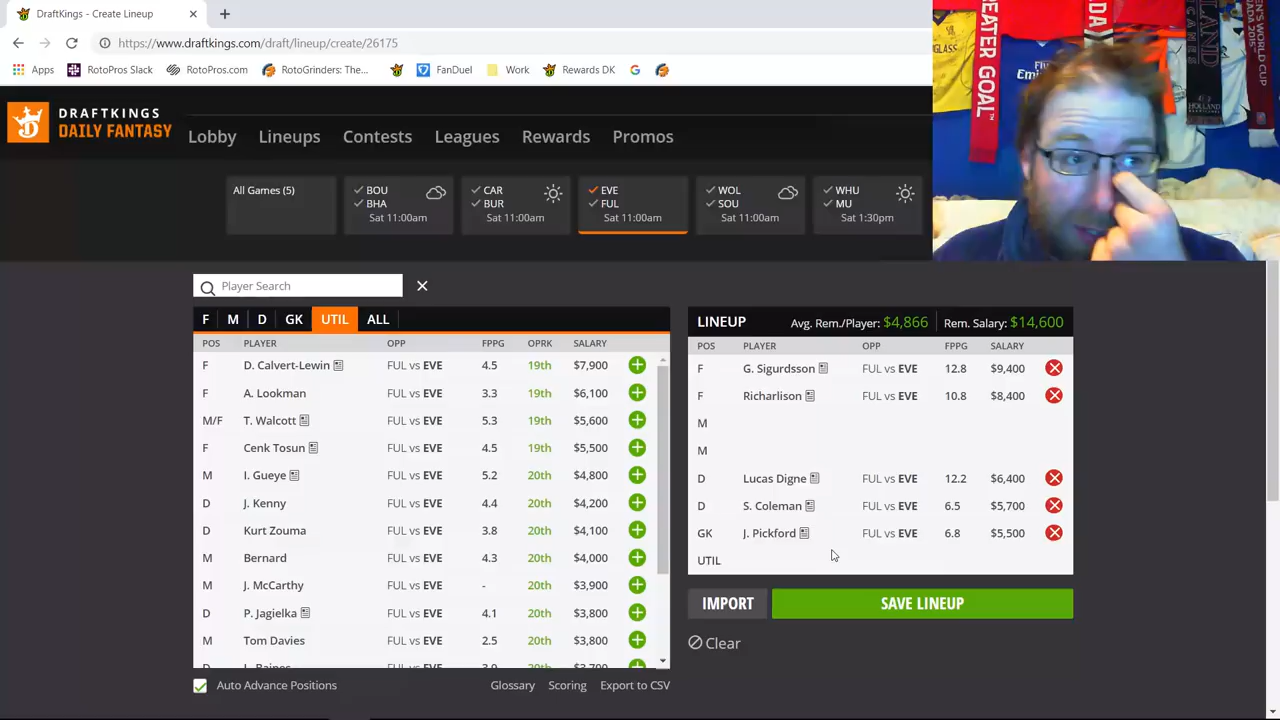 DraftKings - Create Lineup
https://www.draftkings.com/draft/lineup/create/26175
Apps RotoPros Slack RotoPros.com RotoGrinders: The... FanDuel Work Rewards DK
DRAFTKINGS
DAILY FANTASY
Lobby Lineups Contests Leagues Rewards Promos
All Games (5)
BOU
BHA
Sat 11:00am
CAR
BUR
Sat 11:00am
EVE
FUL
Sat 11:00am
WOL
SOU
Sat 11:00am
WHU
MU
Sat 1:30pm
EATER GOAL
HOLLAND
Player Search
F M D GK UTIL ALL
POS PLAYER OPP FPPG OPRK SALARY
F D. Calvert-Lewin FUL vs EVE 4.5 19th $7,900
F A. Lookman FUL vs EVE 3.3 19th $6,100
M/F T. Walcott FUL vs EVE 5.3 19th $5,600
F Cenk Tosun FUL vs EVE 4.5 19th $5,500
M I. Gueye FUL vs EVE 5.2 20th $4,800
D J. Kenny FUL vs EVE 4.4 20th $4,200
D Kurt Zouma FUL vs EVE 3.8 20th $4,100
M Bernard FUL vs EVE 4.3 20th $4,000
M J. McCarthy FUL vs EVE - 20th $3,900
D P. Jagielka FUL vs EVE 4.1 20th $3,800
M Tom Davies FUL vs EVE 2.5 20th $3,800
D L. Baines FUL vs EVE 3.9 20th $3,700
Auto Advance Positions
Glossary Scoring Export to CSV
LINEUP Avg. Rem./Player: $4,866 Rem. Salary: $14,600
POS PLAYER OPP FPPG SALARY
F G. Sigurdsson FUL vs EVE 12.8 $9,400
F Richarlison FUL vs EVE 10.8 $8,400
M
M
D Lucas Digne FUL vs EVE 12.2 $6,400
D S. Coleman FUL vs EVE 6.5 $5,700
GK J. Pickford FUL vs EVE 6.8 $5,500
UTIL
IMPORT SAVE LINEUP
Clear